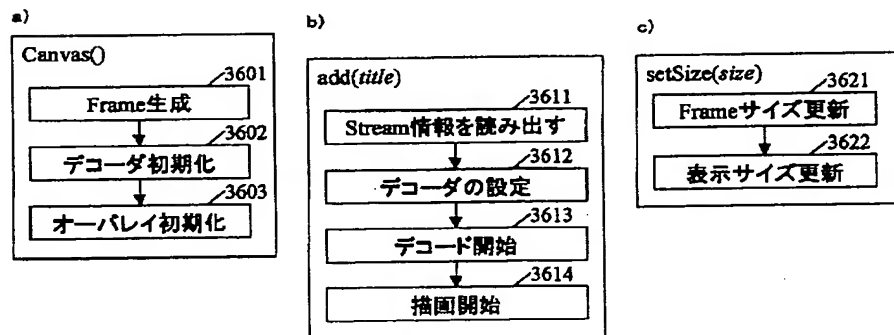 a)
Canvas()
3601
Frame生成
3602
デコーダ初期化
3603
オーバレイ初期化
b)
add(title)
3611
Stream情報を読み出す
3612
デコーダの設定
3613
デコード開始
3614
描画開始
c)
setSize(size)
3621
Frameサイズ更新
3622
表示サイズ更新